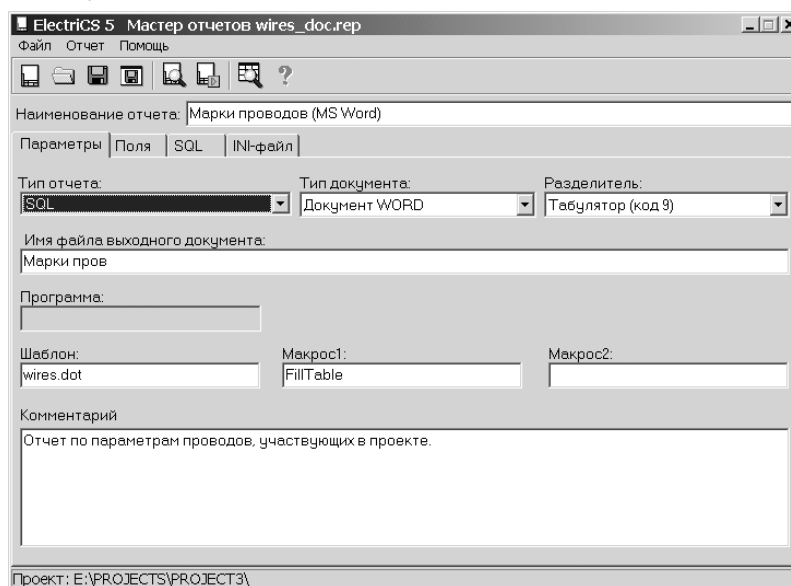 ElectriCS 5 Мастер отчетов wires_doc.rep
Файл Отчет Помощь
Наименование отчета: Марки проводов (MS Word)
Параметры Поля SQL INI-файл
Тип отчета: Тип документа: Разделитель:
SQL Документ WORD Табулятор (код 9)
Имя файла выходного документа:
Марки пров
Программа:
Шаблон: Макрос1: Макрос2:
wires.dot FillTable
Комментарий
Отчет по параметрам проводов, участвующих в проекте.
Проект: E:\PROJECTS\PROJECT3\